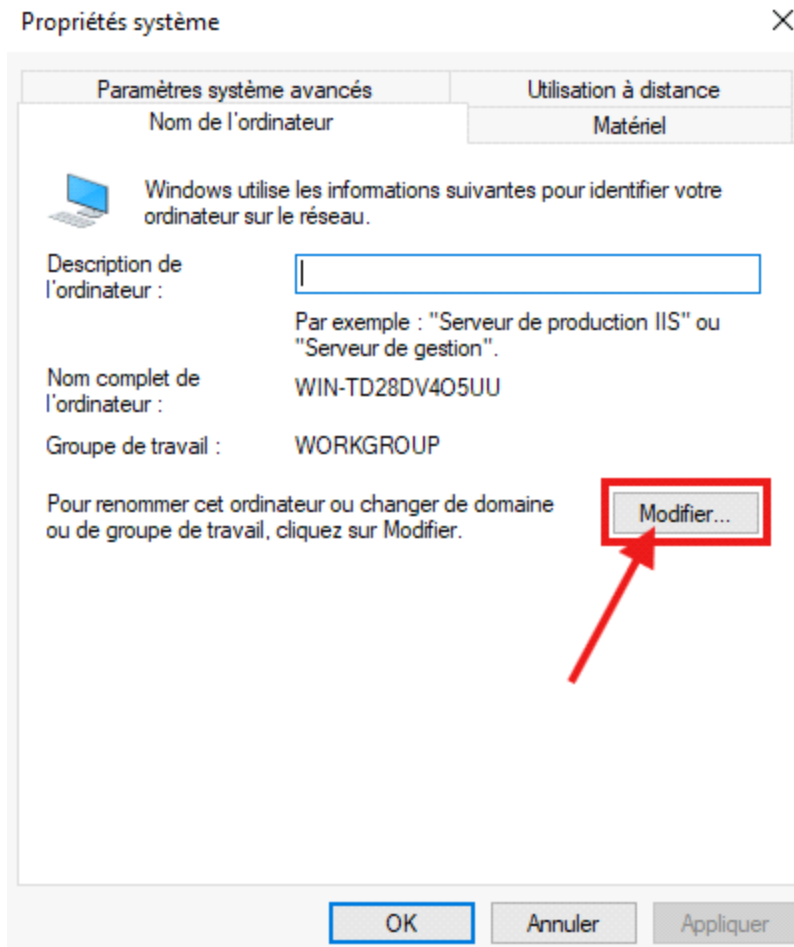 Propriétés système
Paramètres système avancés
Utilisation à distance
Nom de l'ordinateur
Matériel
Windows utilise les informations suivantes pour identifier votre
ordinateur sur le réseau.
Description de
l'ordinateur :
Par exemple : "Serveur de production IIS" ou
"Serveur de gestion".
Nom complet de
l'ordinateur :
WIN-TD28DV4O5UU
Groupe de travail :
WORKGROUP
Pour renommer cet ordinateur ou changer de domaine
ou de groupe de travail, cliquez sur Modifier.
Modifier...
OK
Annuler
Appliquer